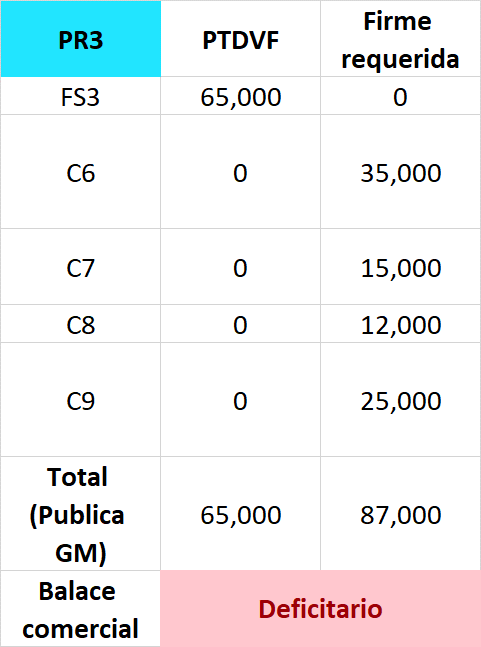 PR3 PTDVF Firme
requerida
FS3 65,000 0
C6 0 35,000
C7 0 15,000
C8 0 12,000
C9 0 25,000
Total
(Publica 65,000 87,000
GM)
Balace
comercial Deficitario